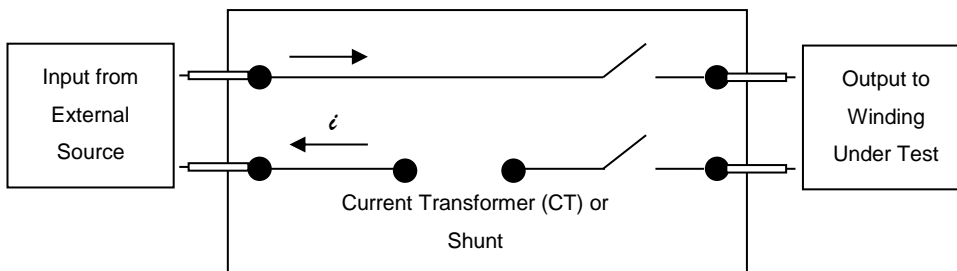 Input from
External
Source
i
Current Transformer (CT) or
Shunt
Output to
Winding
Under Test